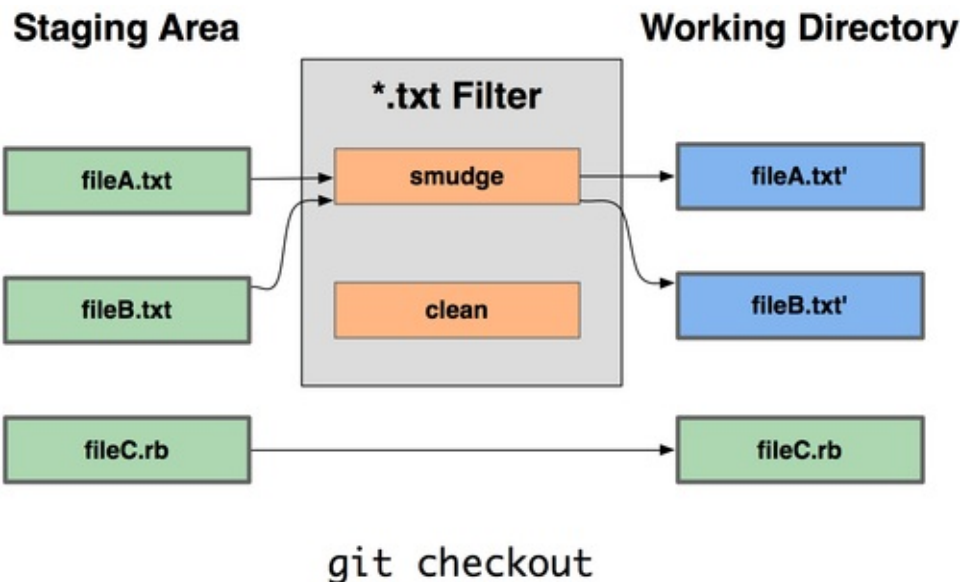 Staging Area
Working Directory
*.txt Filter
fileA.txt
smudge
fileA.txt'
fileB.txt
clean
fileB.txt'
fileC.rb
fileC.rb
git checkout